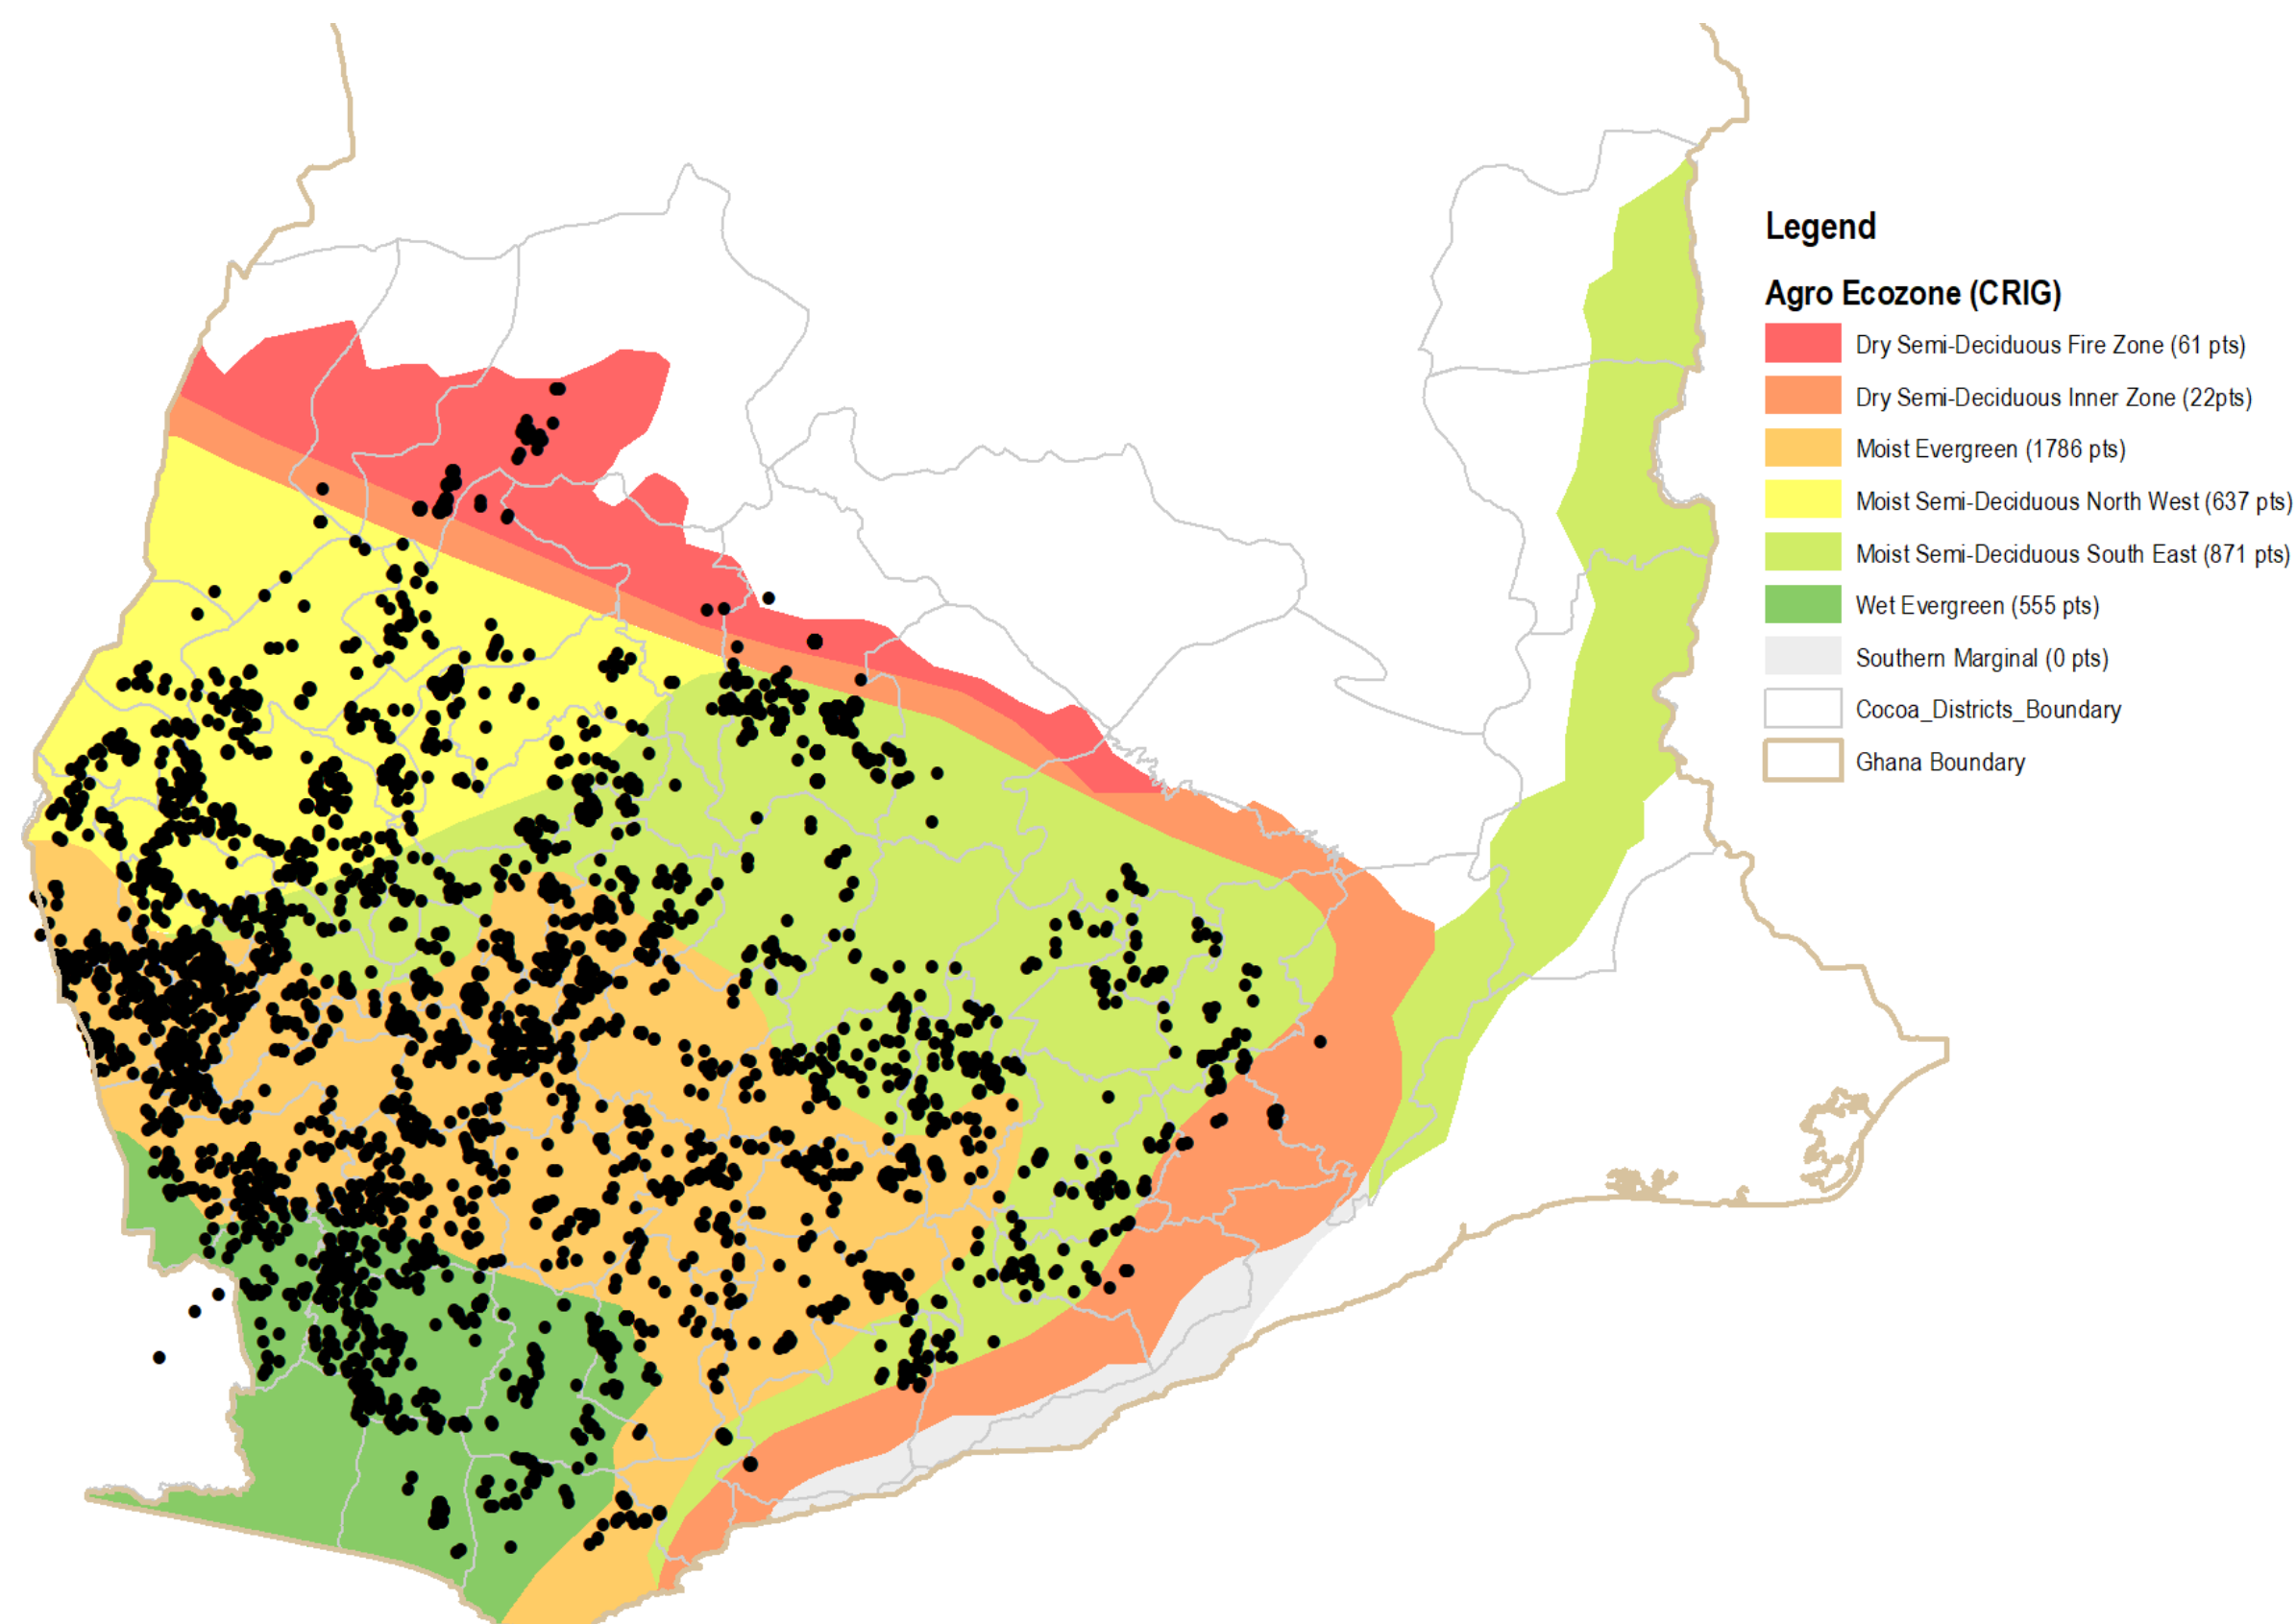 Legend
Agro Ecozone (CRIG)
Dry Semi-Deciduous Fire Zone (61 pts)
Dry Semi-Deciduous Inner Zone (22pts)
Moist Evergreen (1786 pts)
Moist Semi-Deciduous North West (637 pts)
Moist Semi-Deciduous South East (871 pts)
Wet Evergreen (555 pts)
Southern Marginal (0 pts)
Cocoa_Districts_Boundary
Ghana Boundary